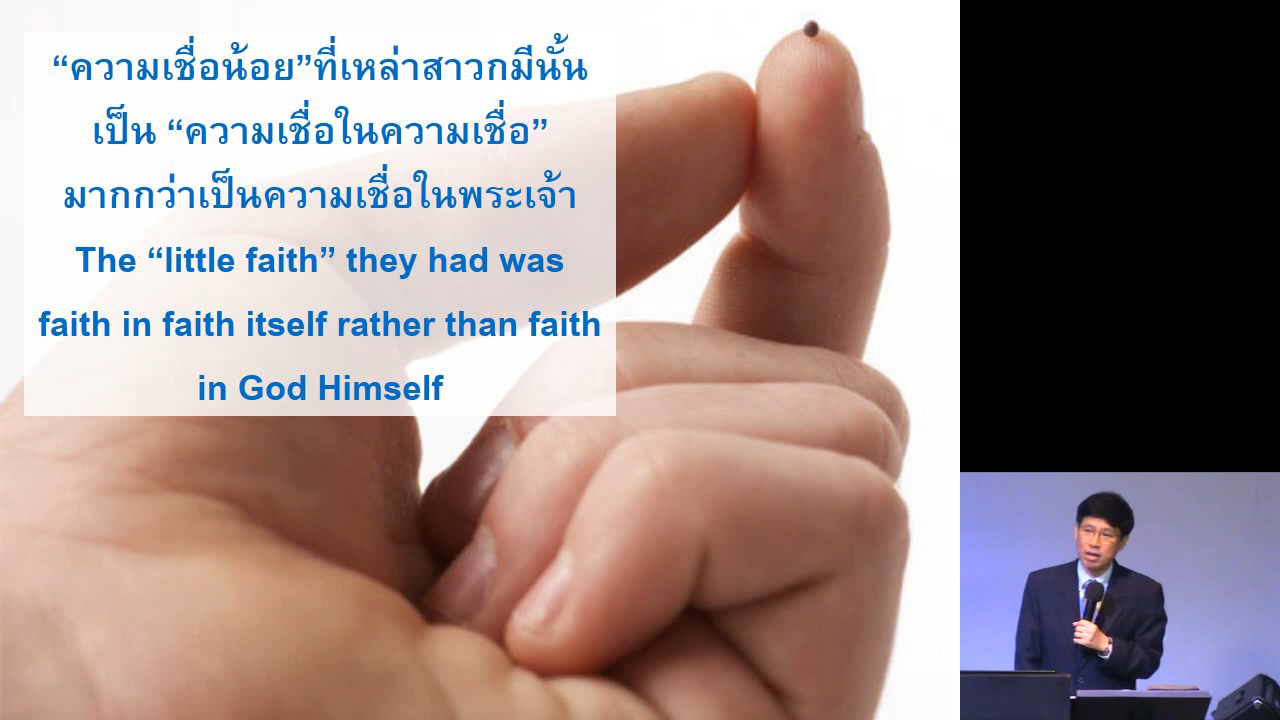 “ความเชื่อน้อย”ที่เหล่าสาวกมีนั้น
เป็น “ความเชื่อในความเชื่อ”
มากกว่าเป็นความเชื่อในพระเจ้า
The “little faith” they had was
faith in faith itself rather than faith
in God Himself